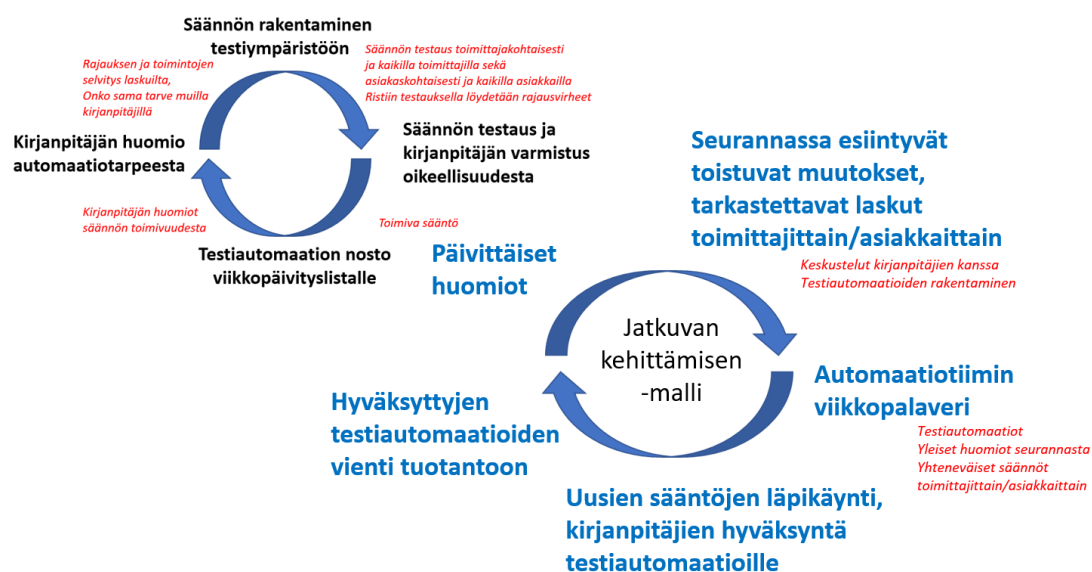 Säännön rakentaminen
testiympäristöön
Rajauksen ja toimintojen
selvitys laskuilta,
Onko sama tarve muilla
kirjanpitäjillä
Säännön testaus toimittajakohtaisesti
ja kaikilla toimittajilla sekä
asiakaskohtaisesti ja kaikilla asiakkailla
Ristiin testauksella löydetään rajausvirheet
Kirjanpitäjän huomio
automaatiotarpeesta
Säännön testaus ja
kirjanpitäjän varmistus
oikeellisuudesta
Kirjanpitäjän huomiot
säännön toimivuudesta
Toimiva sääntö
Testiautomaation nosto
viikkopäivityslistalle
Päivittäiset
huomiot
Seurannassa esiintyvät
toistuvat muutokset,
tarkastettavat laskut
toimittajittain/asiakkaittain
Keskustelut kirjanpitäjien kanssa
Testiautomaatioiden rakentaminen
Jatkuvan
kehittämisen
-malli
Automaatiotiimin
viikkopalaveri
Testiautomaatiot
Yleiset huomiot seurannasta
Yhteneväiset säännöt
toimittajittain/asiakkaittain
Hyväksyttyjen
testiautomaatioiden
vienti tuotantoon
Uusien sääntöjen läpikäynti,
kirjanpitäjien hyväksyntä
testiautomaatioille